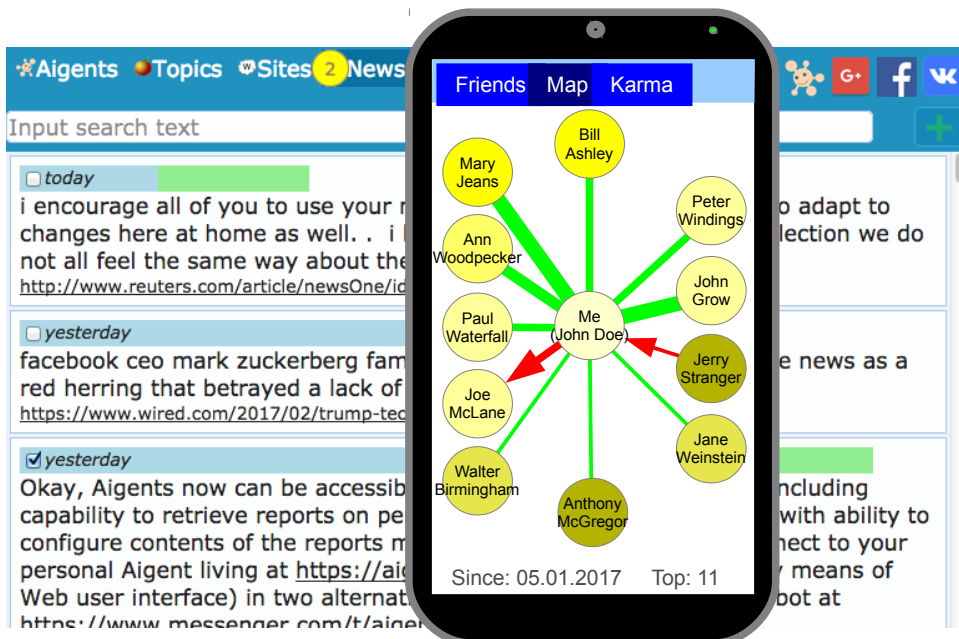 Aigents Topics Sites 2 News
G+ f
Input search text
today
i encourage all of you to use your
o adapt to
changes here at home as well. . i
lection we do
not all feel the same way about the
http://www.reuters.com/article/newsOne/id
yesterday
facebook ceo mark zuckerberg fam
e news as a
red herring that betrayed a lack of
https://www.wired.com/2017/02/trump-tec
yesterday
Okay, Aigents now can be accessib
ncluding
capability to retrieve reports on pe
with ability to
configure contents of the reports m
nect to your
personal Aigent living at https://aig
y means of
Web user interface) in two alternat
bot at
https://www.messenger.com/t/aige
Friends Map Karma
Bill
Ashley
Mary
Jeans
Peter
Windings
Ann
Woodpecker
John
Grow
Paul
Waterfall
Me
(John Doe)
Jerry
Stranger
Joe
McLane
Jane
Weinstein
Walter
Birmingham
Anthony
McGregor
Since: 05.01.2017 Top: 11